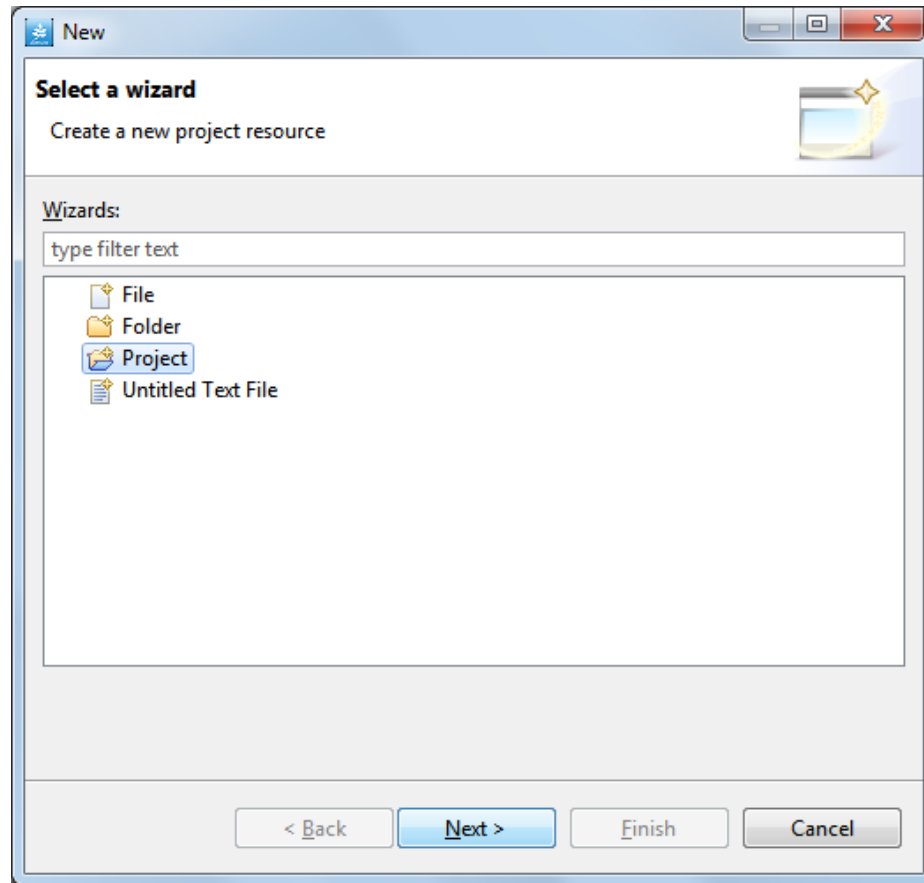 New
Select a wizard
Create a new project resource
Wizards:
type filter text
File
Folder
Project
Untitled Text File
< Back Next > Finish Cancel